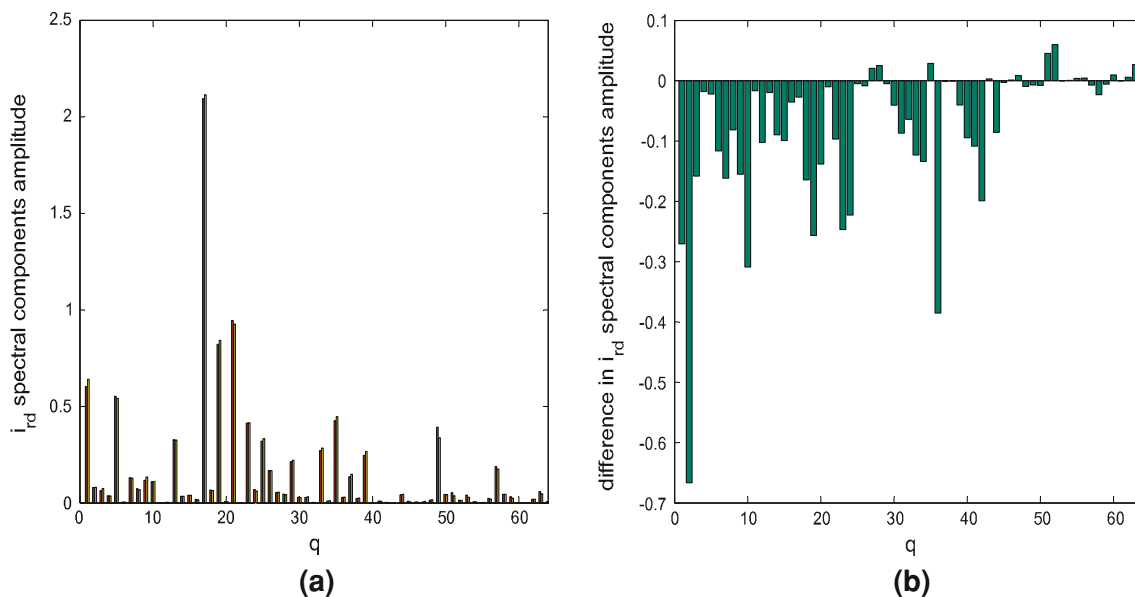 2.5
2
1.5
1
0.5
0
0 10 20 30 40 50 60
i_rd spectral components amplitude
q
(a)
0.1
0
-0.1
-0.2
-0.3
-0.4
-0.5
-0.6
-0.7
0 10 20 30 40 50 60
difference in i_rd spectral components amplitude
q
(b)